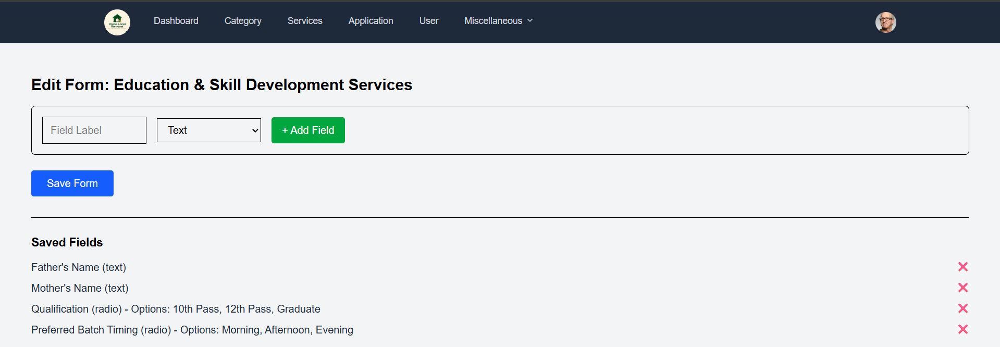 Digital E-Gram
Panchayat
Dashboard Category Services Application User Miscellaneous
Edit Form: Education & Skill Development Services
Field Label Text + Add Field
Save Form
Saved Fields
Father's Name (text)
Mother's Name (text)
Qualification (radio) - Options: 10th Pass, 12th Pass, Graduate
Preferred Batch Timing (radio) - Options: Morning, Afternoon, Evening